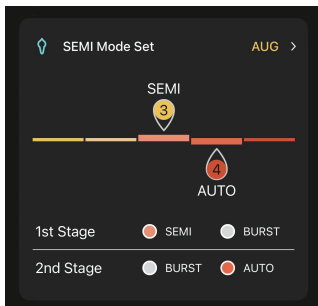 SEMI Mode Set AUG >
SEMI
3
4
AUTO
1st Stage SEMI BURST
2nd Stage BURST AUTO